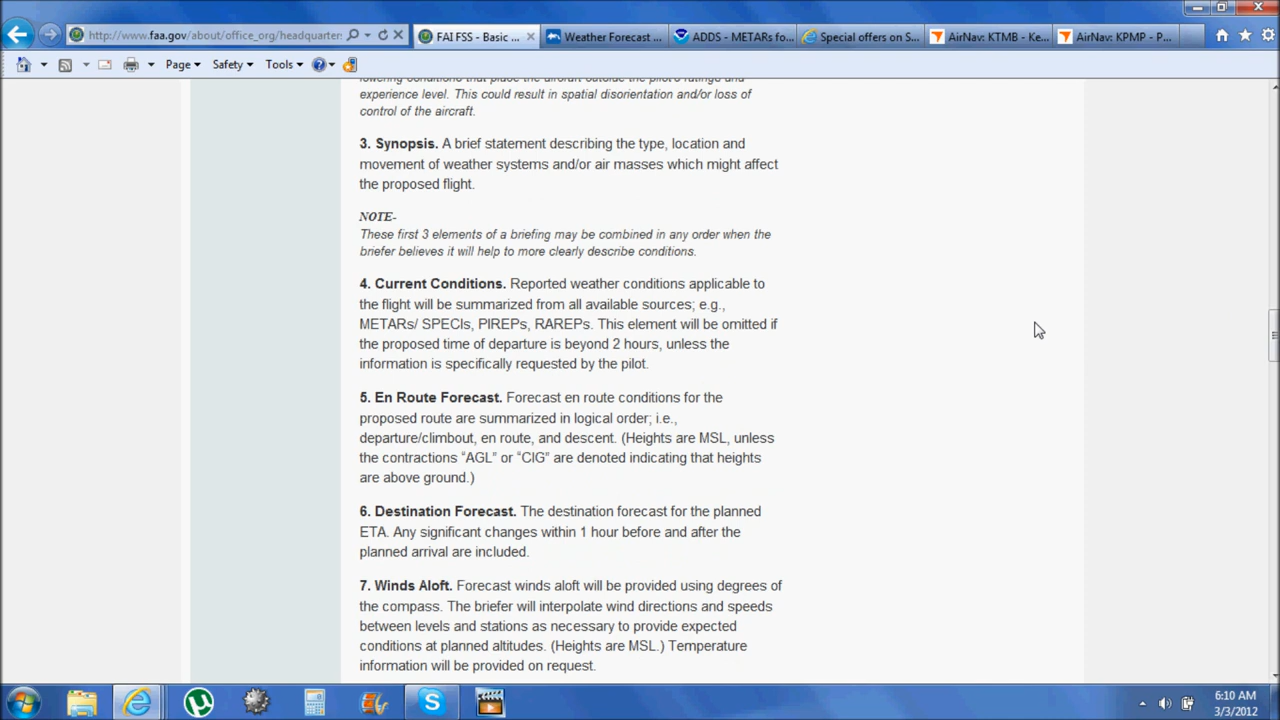 http://www.faa.gov/about/office_org/headquarter:
FAI FSS - Basic ...
Weather Forecast ...
ADDS - METARs fo...
Special offers on S...
AirNav: KTMB - Ke...
AirNav: KPMP - P...
Page
Safety
Tools
lowering conditions that place the aircraft outside the pilot's ratings and
experience level. This could result in spatial disorientation and/or loss of
control of the aircraft.
3. Synopsis. A brief statement describing the type, location and
movement of weather systems and/or air masses which might affect
the proposed flight.
NOTE-
These first 3 elements of a briefing may be combined in any order when the
briefer believes it will help to more clearly describe conditions.
4. Current Conditions. Reported weather conditions applicable to
the flight will be summarized from all available sources; e.g.,
METARs/ SPECIs, PIREPs, RAREPs. This element will be omitted if
the proposed time of departure is beyond 2 hours, unless the
information is specifically requested by the pilot.
5. En Route Forecast. Forecast en route conditions for the
proposed route are summarized in logical order; i.e.,
departure/climbout, en route, and descent. (Heights are MSL, unless
the contractions “AGL” or “CIG” are denoted indicating that heights
are above ground.)
6. Destination Forecast. The destination forecast for the planned
ETA. Any significant changes within 1 hour before and after the
planned arrival are included.
7. Winds Aloft. Forecast winds aloft will be provided using degrees of
the compass. The briefer will interpolate wind directions and speeds
between levels and stations as necessary to provide expected
conditions at planned altitudes. (Heights are MSL.) Temperature
information will be provided on request.
6:10 AM
3/3/2012